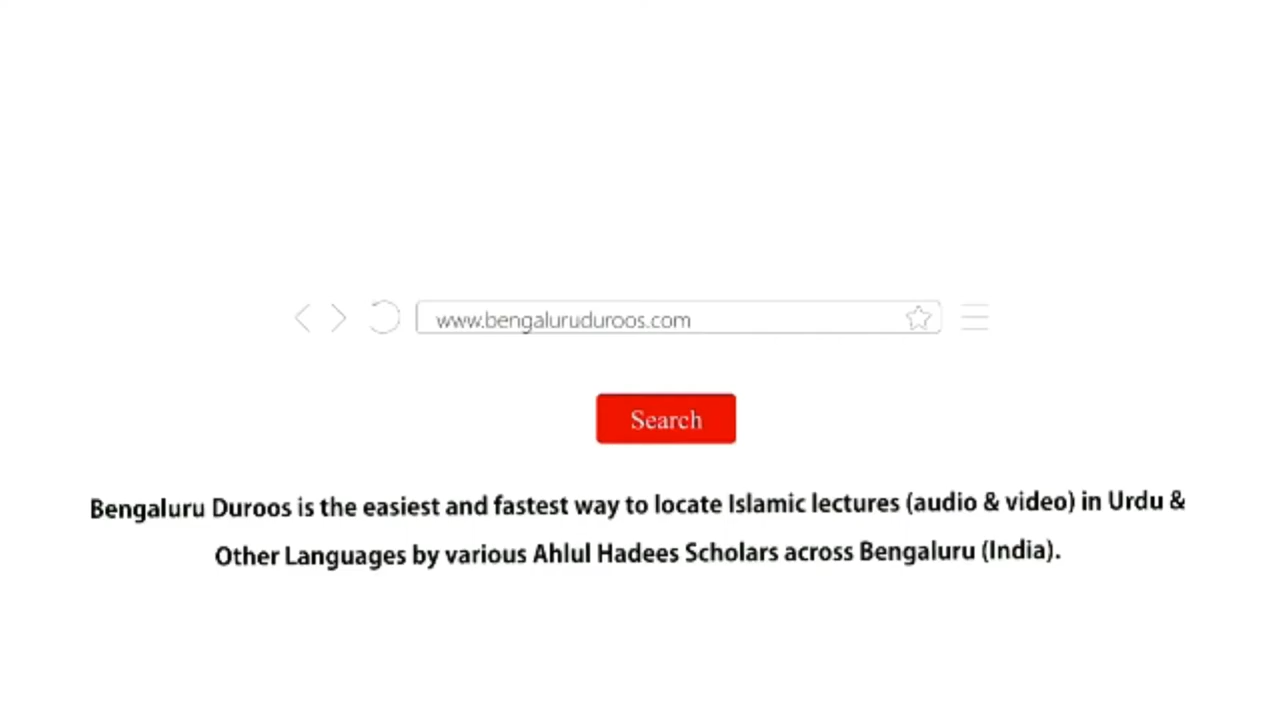 www.bengaluruduroos.com
Search
Bengaluru Duroos is the easiest and fastest way to locate Islamic lectures (audio & video) in Urdu &
Other Languages by various Ahlul Hadees Scholars across Bengaluru (India).